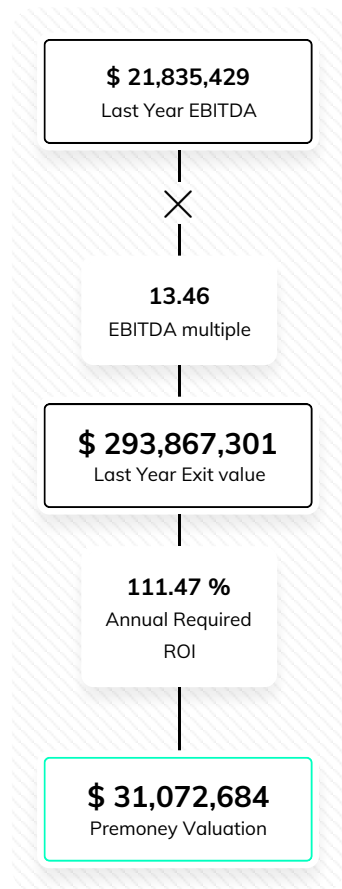 $ 21,835,429
Last Year EBITDA
13.46
EBITDA multiple
$ 293,867,301
Last Year Exit value
111.47 %
Annual Required
ROI
$ 31,072,684
Premoney Valuation